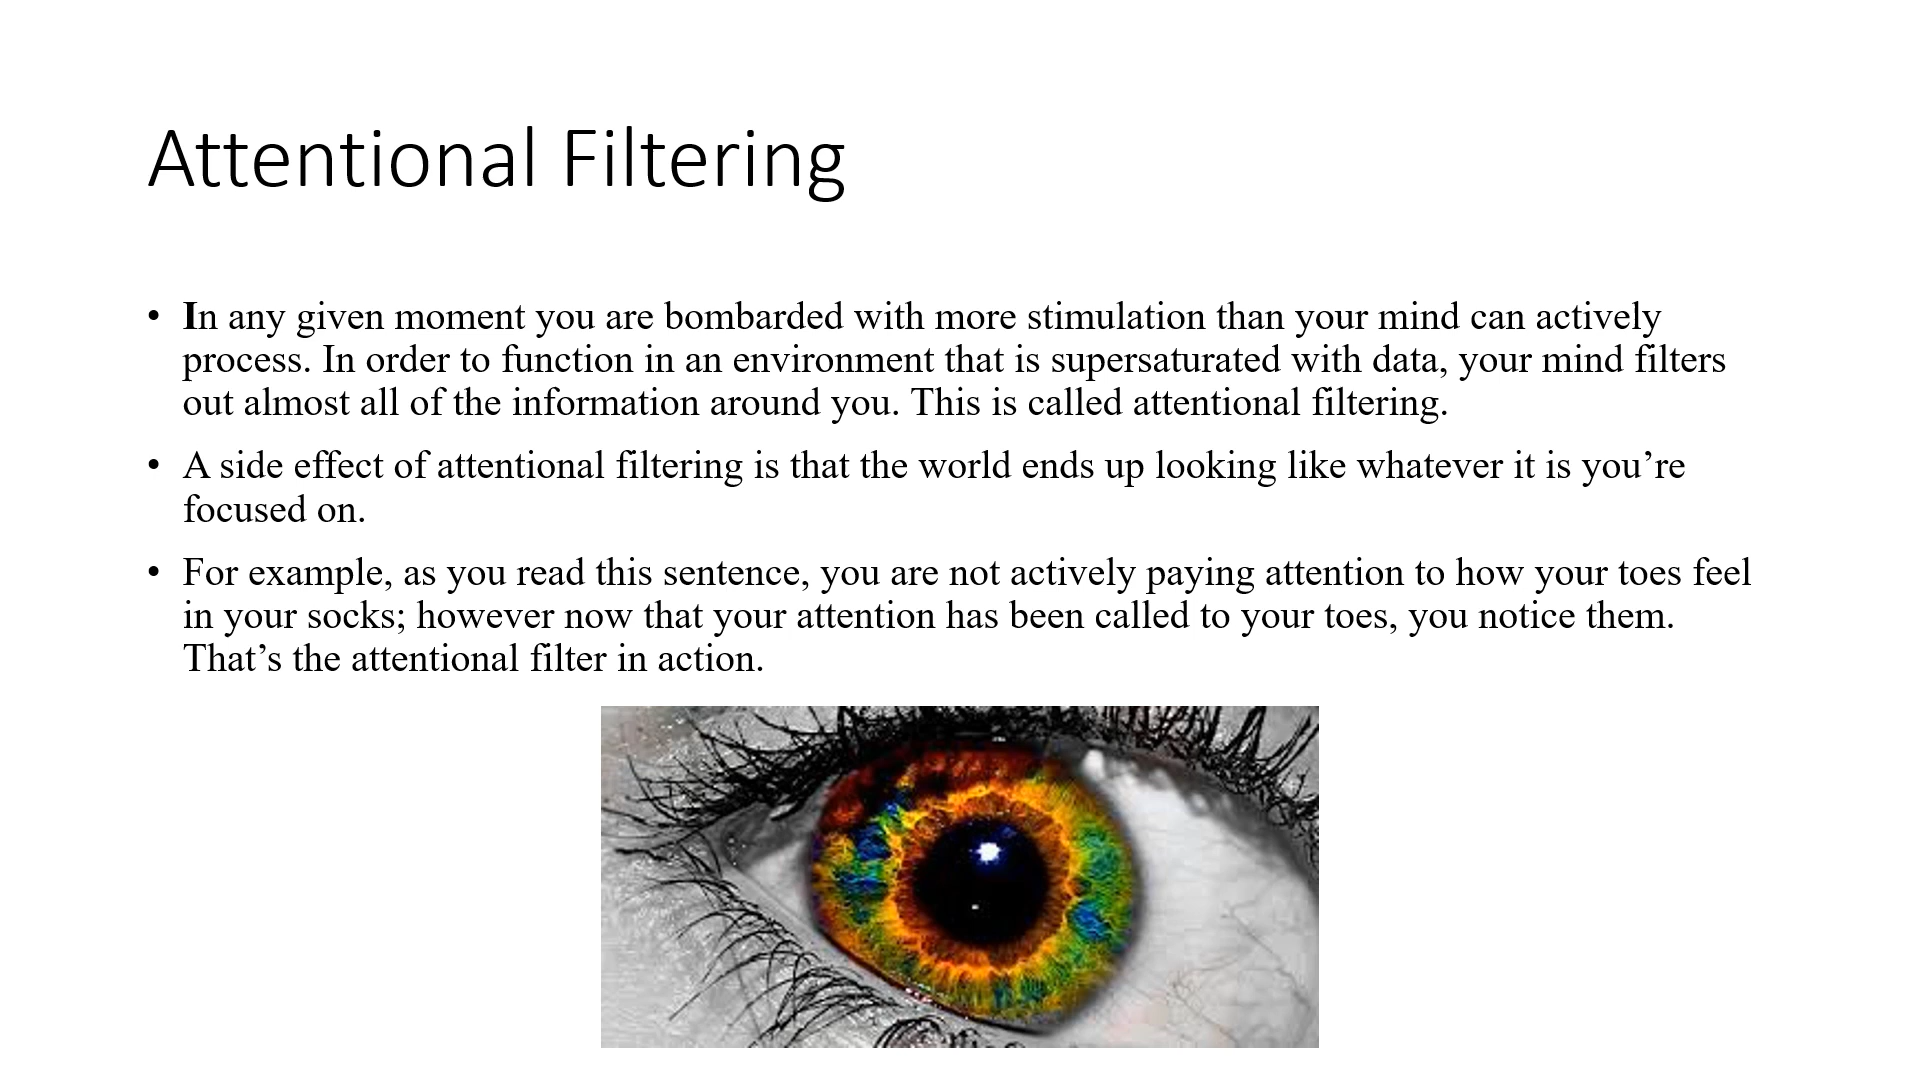 Attentional Filtering
• In any given moment you are bombarded with more stimulation than your mind can actively
process. In order to function in an environment that is supersaturated with data, your mind filters
out almost all of the information around you. This is called attentional filtering.
• A side effect of attentional filtering is that the world ends up looking like whatever it is you’re
focused on.
• For example, as you read this sentence, you are not actively paying attention to how your toes feel
in your socks; however now that your attention has been called to your toes, you notice them.
That’s the attentional filter in action.